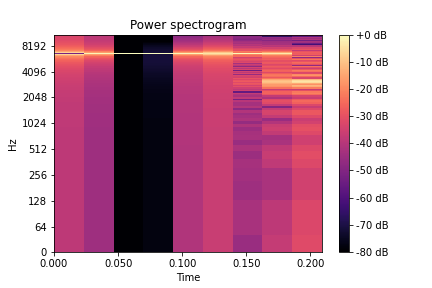 Power spectrogram
8192
4096
2048
1024
512
256
128
64
0
Hz
0.000 0.050 0.100 0.150 0.200
Time
+0 dB
-10 dB
-20 dB
-30 dB
-40 dB
-50 dB
-60 dB
-70 dB
-80 dB